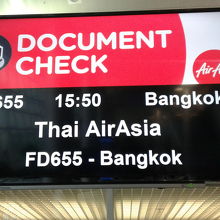 DOCUMENT
CHECK
AirAsia
655 15:50 Bangkok
Thai AirAsia
FD655 - Bangkok